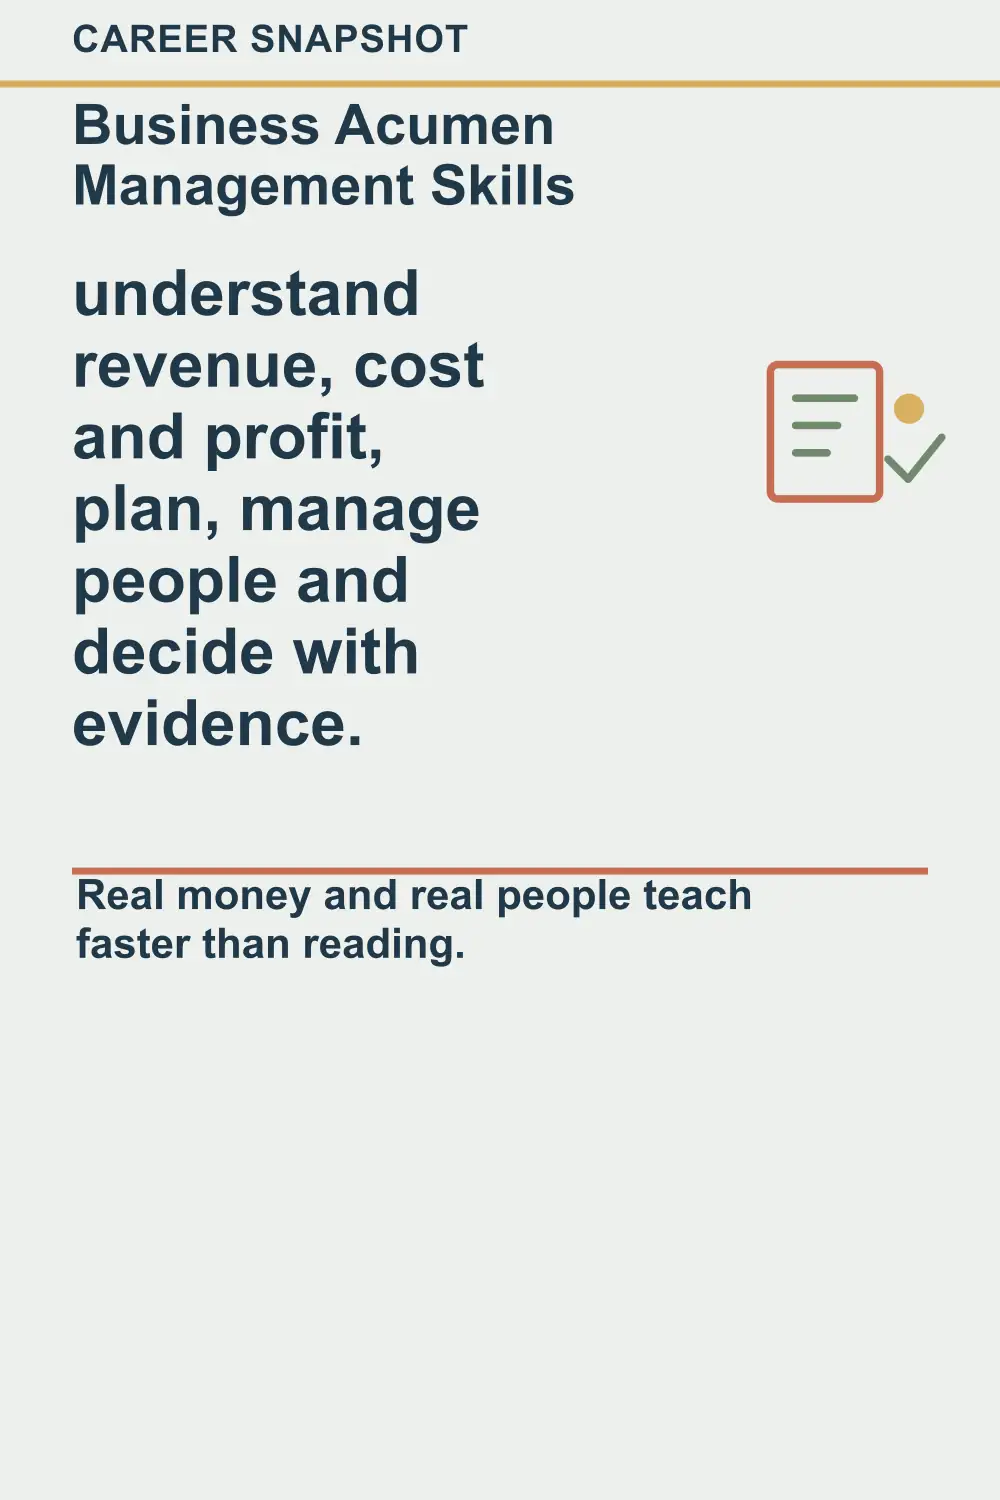 CAREER SNAPSHOT
Business Acumen
Management Skills
understand
revenue, cost
and profit,
plan, manage
people and
decide with
evidence.
Real money and real people teach
faster than reading.